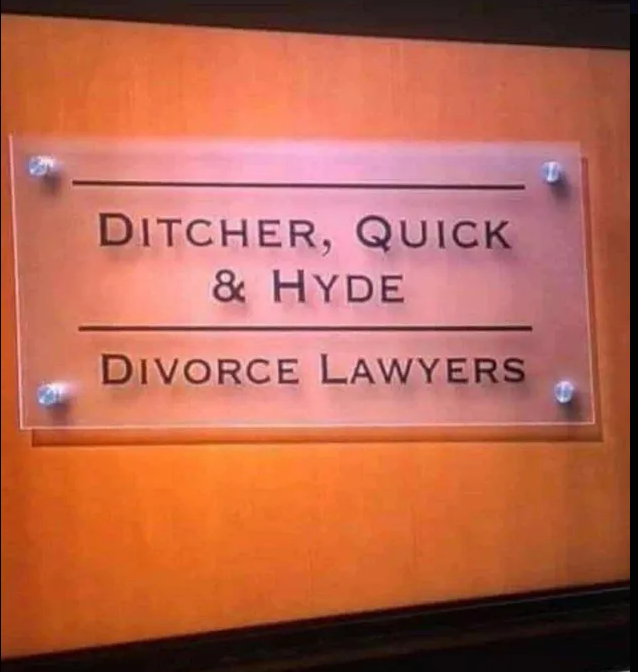 DITCHER, QUICK
& HYDE
DIVORCE LAWYERS